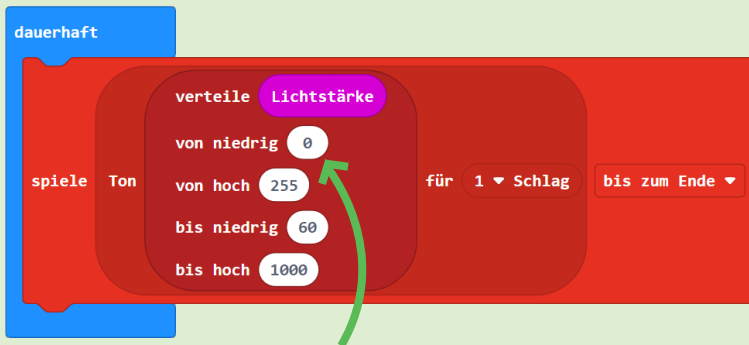 dauerhaft
verteile Lichtstärke
von niedrig 0
von hoch 255
spiele Ton für 1 Schlag bis zum Ende
bis niedrig 60
bis hoch 1000